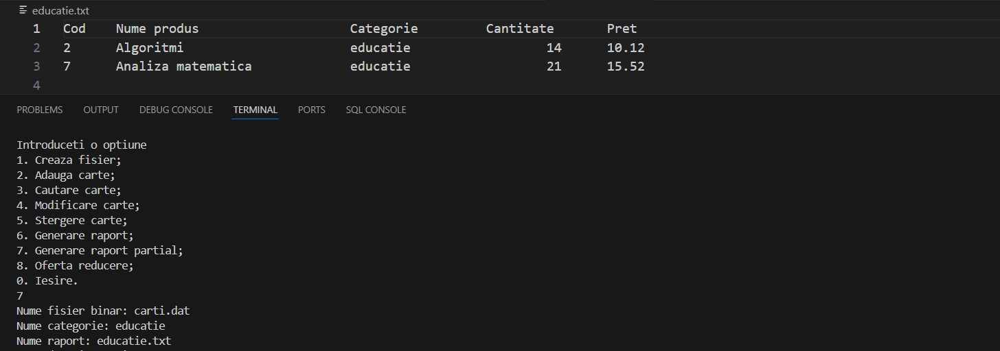 educatie.txt
1 Cod Nume produs Categorie Cantitate Pret
2 2 Algoritmi educatie 14 10.12
3 7 Analiza matematica educatie 21 15.52
4
PROBLEMS OUTPUT DEBUG CONSOLE TERMINAL PORTS SQL CONSOLE
Introduceti o optiune
1. Creaza fisier;
2. Adauga carte;
3. Cautare carte;
4. Modificare carte;
5. Stergere carte;
6. Generare raport;
7. Generare raport partial;
8. Oferta reducere;
0. Iesire.
7
Nume fisier binar: carti.dat
Nume categorie: educatie
Nume raport: educatie.txt